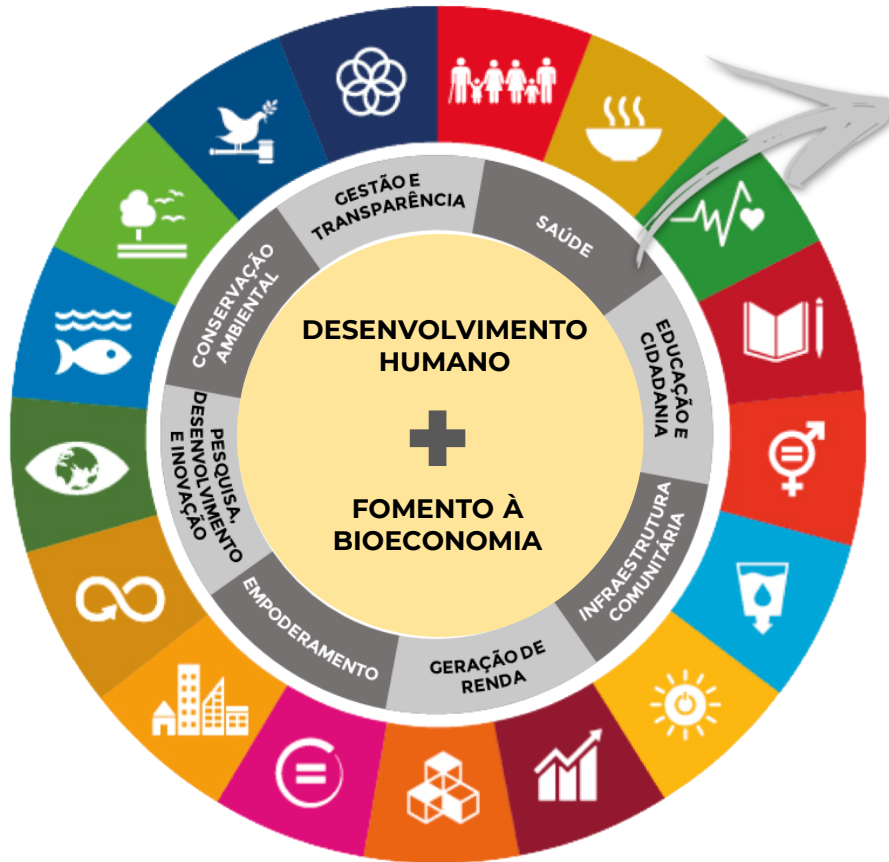 DESENVOLVIMENTO
HUMANO
FOMENTO À
BIOECONOMIA
GESTÃO E
TRANSPARÊNCIA
SAÚDE
EDUCAÇÃO E
CIDADANIA
INFRAESTRUTURA
COMUNITÁRIA
GERAÇÃO DE
RENDA
EMPODERAMENTO
PESQUISA,
DESENVOLVIMENTO
E INOVAÇÃO
CONSERVAÇÃO
AMBIENTAL